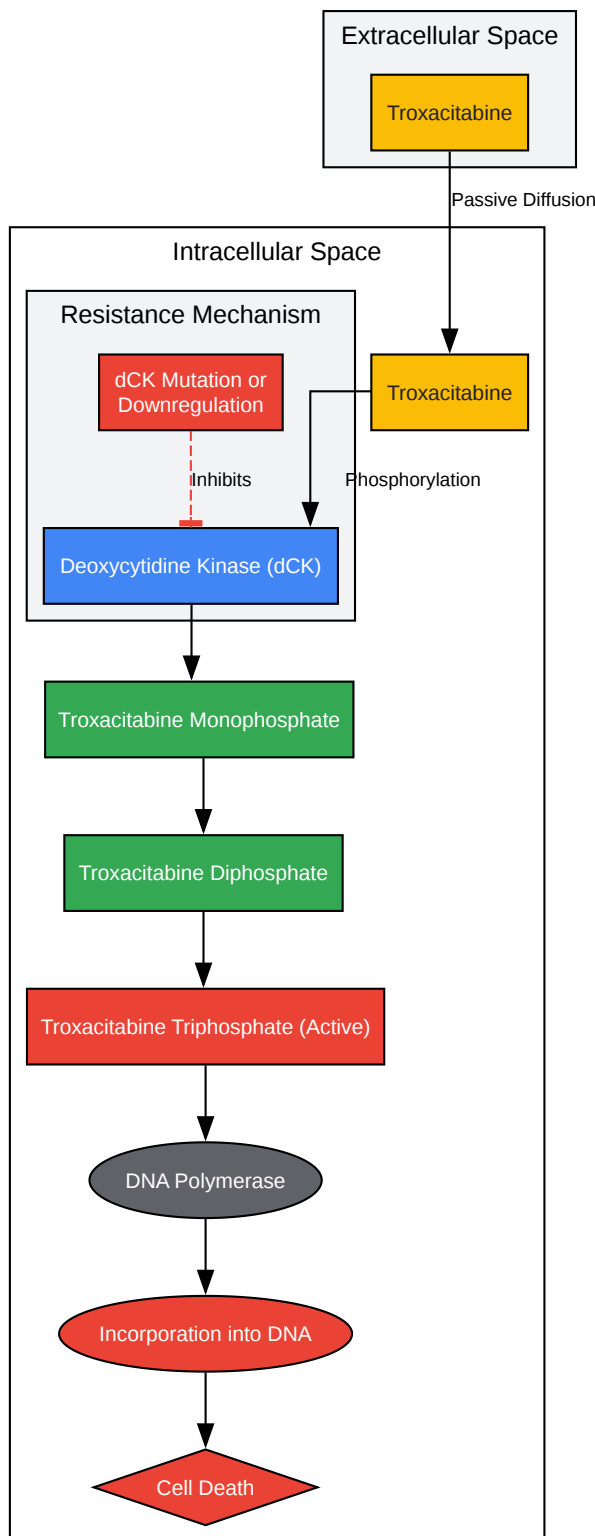 Extracellular Space
Troxacitabine
Passive Diffusion
Intracellular Space
Resistance Mechanism
dCK Mutation or
Downregulation
Troxacitabine
Inhibits
Phosphorylation
Deoxycytidine Kinase (dCK)
Troxacitabine Monophosphate
Troxacitabine Diphosphate
Troxacitabine Triphosphate (Active)
DNA Polymerase
Incorporation into DNA
Cell Death